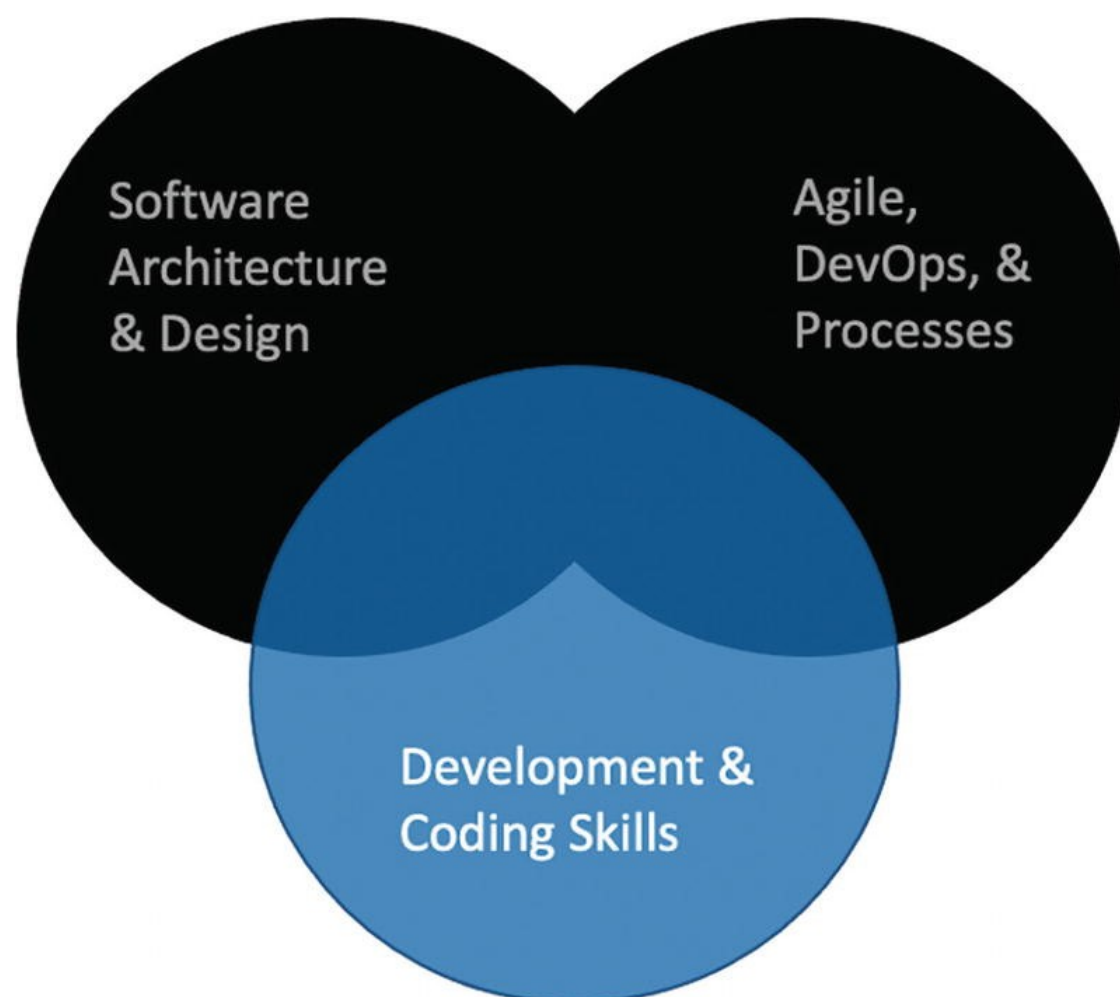 Software
Architecture
& Design
Agile,
DevOps, &
Processes
Development &
Coding Skills